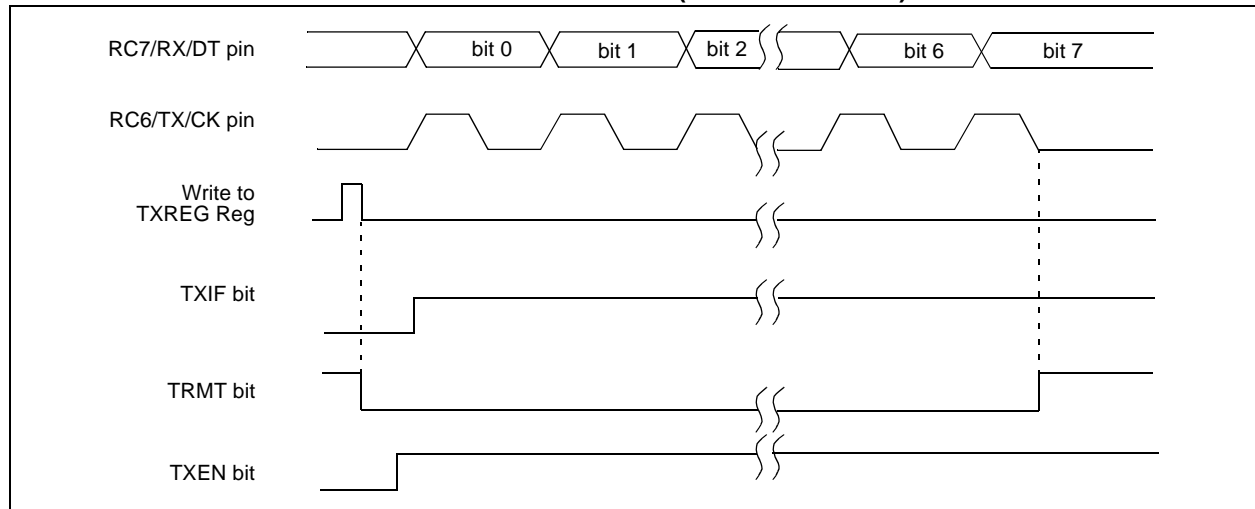 RC7/RX/DT pin
bit 0 bit 1 bit 2 bit 6 bit 7
RC6/TX/CK pin
Write to
TXREG Reg
TXIF bit
TRMT bit
TXEN bit